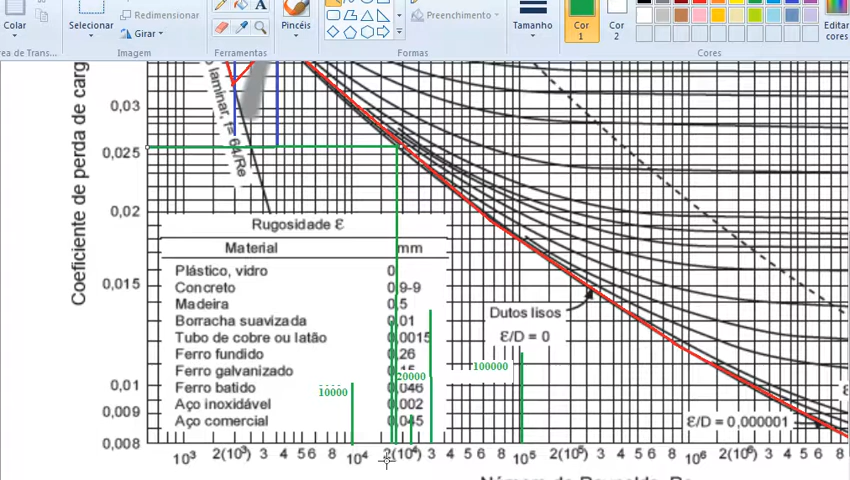 Colar
Redimensionar
Girar
Selecionar
Imagem
Ferramentas
Pincéis
Formas
Preenchimento
Tamanho
Cor
1
Cor
2
Editar
cores
Cores
Coeficiente de perda de carg
0,03
0,025
0,02
0,015
0,01
0,009
0,008
laminar, f= 64/Re
Rugosidade Ɛ
Material mm
Plástico, vidro 0
Concreto 0,9-9
Madeira 0,5
Borracha suavizada 0,01
Tubo de cobre ou latão 0,0015
Ferro fundido 0,26
Ferro galvanizado 0,15
Ferro batido 0,046
Aço inoxidável 0,002
Aço comercial 0,045
10000
20000
100000
Dutos lisos
Ɛ/D = 0
Ɛ/D = 0,000001
10³ 2(10³) 3 4 5 6 8 10⁴ 2(10⁴) 3 4 5 6 8 10⁵ 2(10⁵) 3 4 5 6 8 10⁶ 2(10⁶) 3 4 5 6 8